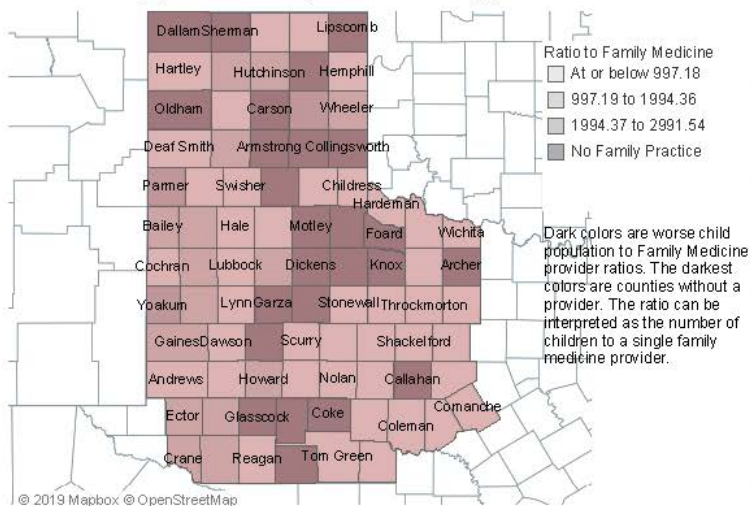 Dallam Sherman Lipscomb
Hartley Hutchinson Hemphill
Oldham Carson Wheeler
Deaf Smith Armstrong Collingsworth
Parmer Swisher Childress
Hardeman
Bailey Hale Motley Foard Wichita
Cochran Lubbock Dickens Knox Archer
Yoakum Lynn Garza Stonewall Throckmorton
Gaines Dawson Scurry Shackelford
Andrews Howard Nolan Callahan
Ector Glasscock Coke Coleman Comanche
Crane Reagan Tom Green
© 2019 Mapbox © OpenStreetMap
Ratio to Family Medicine
At or below 997.18
997.19 to 1994.36
1994.37 to 2991.54
No Family Practice
Dark colors are worse child
population to Family Medicine
provider ratios. The darkest
colors are counties without a
provider. The ratio can be
interpreted as the number of
children to a single family
medicine provider.